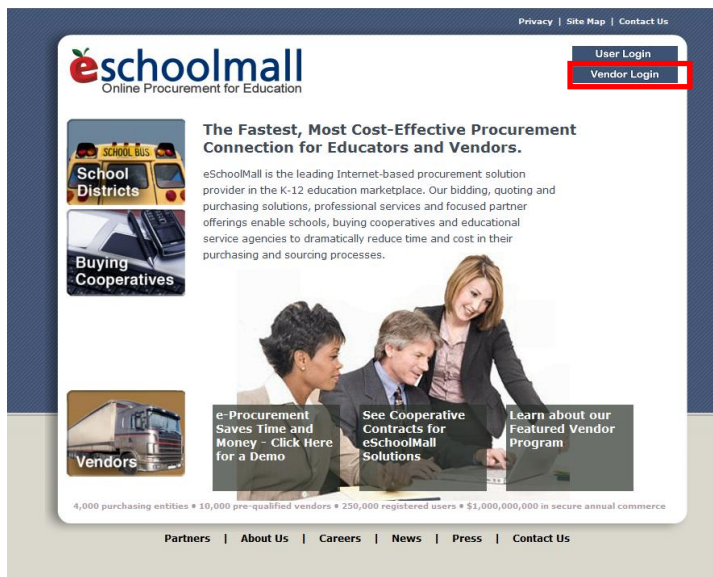 Privacy | Site Map | Contact Us
eschoolmall
Online Procurement for Education
User Login
Vendor Login
SCHOOL BUS
School
Districts
Buying
Cooperatives
Vendors
The Fastest, Most Cost-Effective Procurement
Connection for Educators and Vendors.
eSchoolMall is the leading Internet-based procurement solution
provider in the K-12 education marketplace. Our bidding, quoting and
purchasing solutions, professional services and focused partner
offerings enable schools, buying cooperatives and educational
service agencies to dramatically reduce time and cost in their
purchasing and sourcing processes.
e-Procurement
Saves Time and
Money - Click Here
for a Demo
See Cooperative
Contracts for
eSchoolMall
Solutions
Learn about our
Featured Vendor
Program
4,000 purchasing entities • 10,000 pre-qualified vendors • 250,000 registered users • $1,000,000,000 in secure annual commerce
Partners | About Us | Careers | News | Press | Contact Us